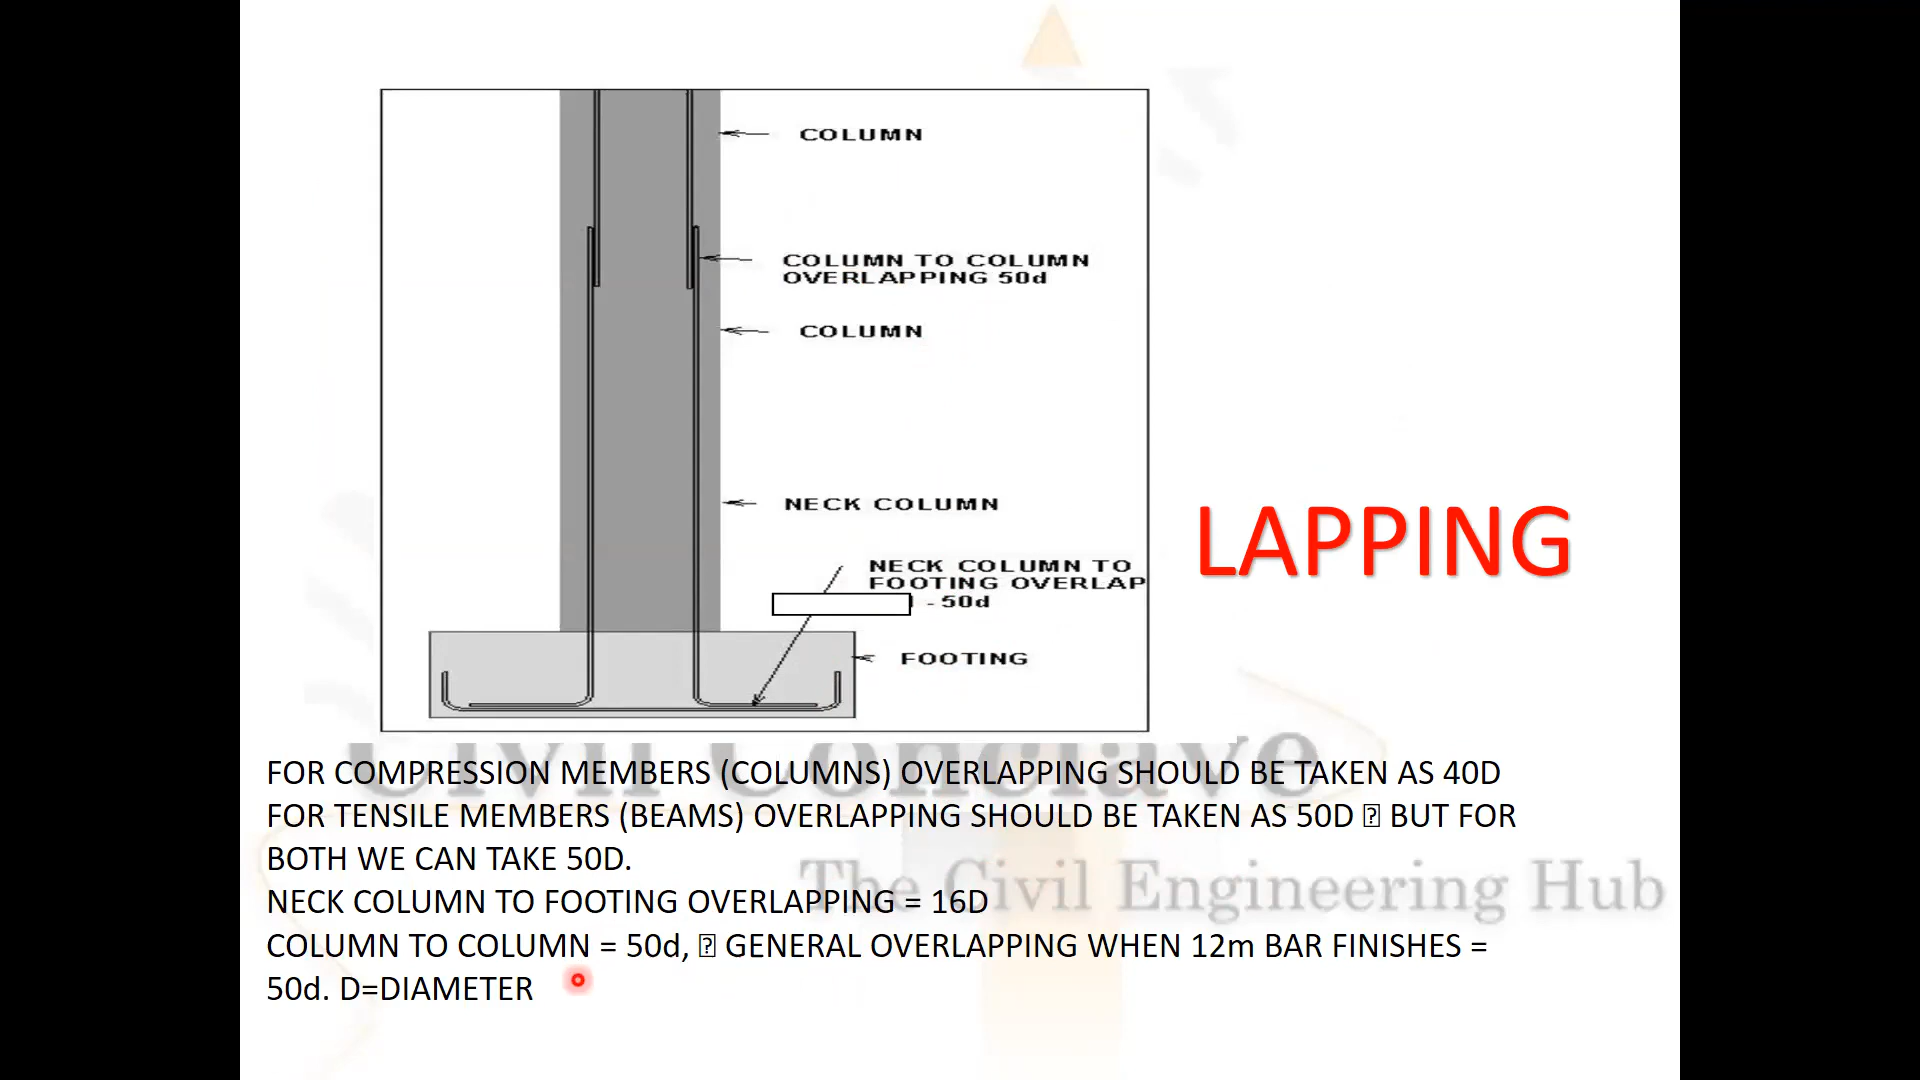 COLUMN
COLUMN TO COLUMN
OVERLAPPING 50d
COLUMN
NECK COLUMN
NECK COLUMN TO
FOOTING OVERLAP
- 50d
FOOTING
LAPPING
Civil Conclave
FOR COMPRESSION MEMBERS (COLUMNS) OVERLAPPING SHOULD BE TAKEN AS 40D
FOR TENSILE MEMBERS (BEAMS) OVERLAPPING SHOULD BE TAKEN AS 50D ⍰ BUT FOR
BOTH WE CAN TAKE 50D.
The Civil Engineering Hub
NECK COLUMN TO FOOTING OVERLAPPING = 16D
COLUMN TO COLUMN = 50d, ⍰ GENERAL OVERLAPPING WHEN 12m BAR FINISHES =
50d. D=DIAMETER